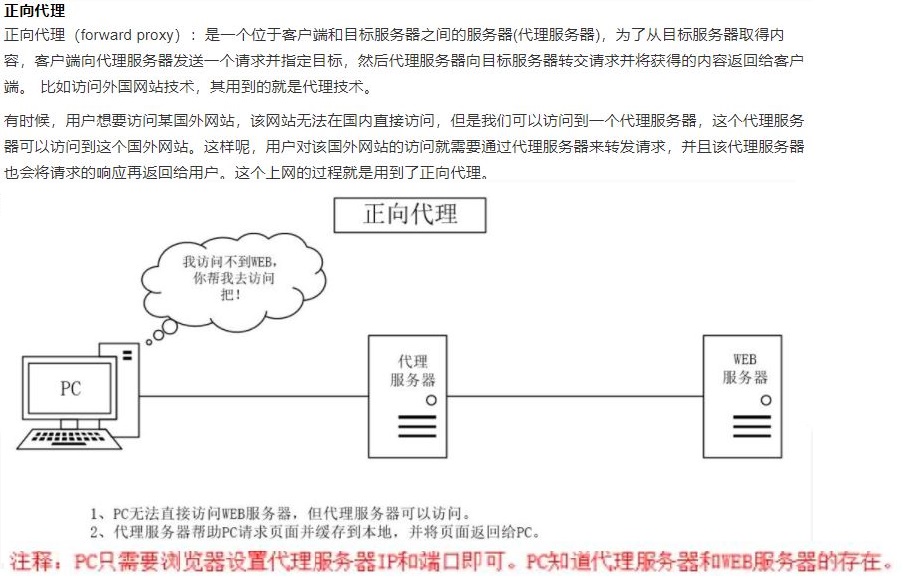 正向代理
正向代理（forward proxy）：是一个位于客户端和目标服务器之间的服务器(代理服务器)，为了从目标服务器取得内
容，客户端向代理服务器发送一个请求并指定目标，然后代理服务器向目标服务器转交请求并将获得的内容返回给客户
端。 比如访问外国网站技术，其用到的就是代理技术。
有时候，用户想要访问某国外网站，该网站无法在国内直接访问，但是我们可以访问到一个代理服务器，这个代理服务
器可以访问到这个国外网站。这样呢，用户对该国外网站的访问就需要通过代理服务器来转发请求，并且该代理服务器
也会将请求的响应再返回给用户。这个上网的过程就是用到了正向代理。
正向代理
我访问不到WEB，
你帮我去访问
把！
PC
代理
服务器
WEB
服务器
1、PC无法直接访问WEB服务器，但代理服务器可以访问。
2、代理服务器帮助PC请求页面并缓存到本地，并将页面返回给PC。
注释：PC只需要浏览器设置代理服务器IP和端口即可。PC知道代理服务器和WEB服务器的存在。